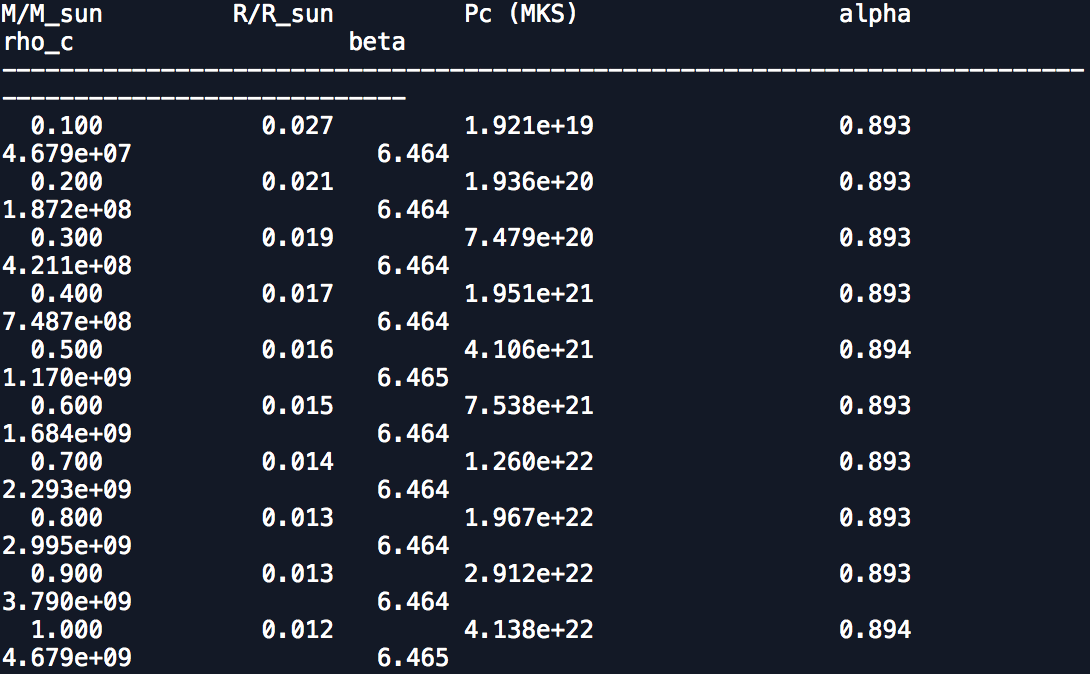 M/M_sun R/R_sun Pc (MKS) alpha
rho_c beta
---------------------------------------------------------------------------
----------------------------
0.100 0.027 1.921e+19 0.893
4.679e+07 6.464
0.200 0.021 1.936e+20 0.893
1.872e+08 6.464
0.300 0.019 7.479e+20 0.893
4.211e+08 6.464
0.400 0.017 1.951e+21 0.893
7.487e+08 6.464
0.500 0.016 4.106e+21 0.894
1.170e+09 6.465
0.600 0.015 7.538e+21 0.893
1.684e+09 6.464
0.700 0.014 1.260e+22 0.893
2.293e+09 6.464
0.800 0.013 1.967e+22 0.893
2.995e+09 6.464
0.900 0.013 2.912e+22 0.893
3.790e+09 6.464
1.000 0.012 4.138e+22 0.894
4.679e+09 6.465